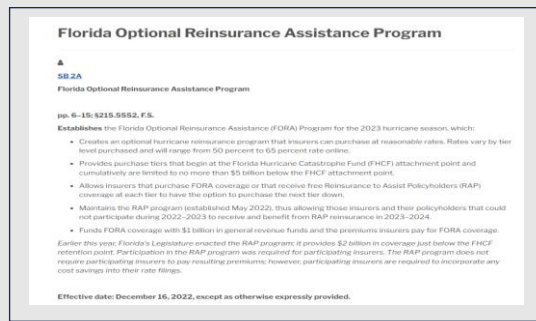 Florida Optional Reinsurance Assistance Program
SB 2A
Florida Optional Reinsurance Assistance Program
pp. 6–15; §215.5552, F.S.
Establishes the Florida Optional Reinsurance Assistance (FORA) Program for the 2023 hurricane season, which:
• Creates an optional hurricane reinsurance program that insurers can purchase at reasonable rates. Rates vary by tier
level purchased and will range from 50 percent to 65 percent rate online.
• Provides purchase tiers that begin at the Florida Hurricane Catastrophe Fund (FHCF) attachment point and
cumulatively are limited to no more than $5 billion below the FHCF attachment point.
• Allows insurers that purchase FORA coverage or that receive free Reinsurance to Assist Policyholders (RAP)
coverage at each tier to have the option to purchase the next tier down.
• Maintains the RAP program (established May 2022), thus allowing those insurers and their policyholders that could
not participate during 2022–2023 to receive and benefit from RAP reinsurance in 2023–2024.
• Funds FORA coverage with $1 billion in general revenue funds and the premiums insurers pay for FORA coverage.
Earlier this year, Florida's Legislature enacted the RAP program; it provides $2 billion in coverage just below the FHCF
retention point. Participation in the RAP program was required for participating insurers. The RAP program does not
require participating insurers to pay resulting premiums; however, participating insurers are required to incorporate any
cost savings into their rate filings.
Effective date: December 16, 2022, except as otherwise expressly provided.